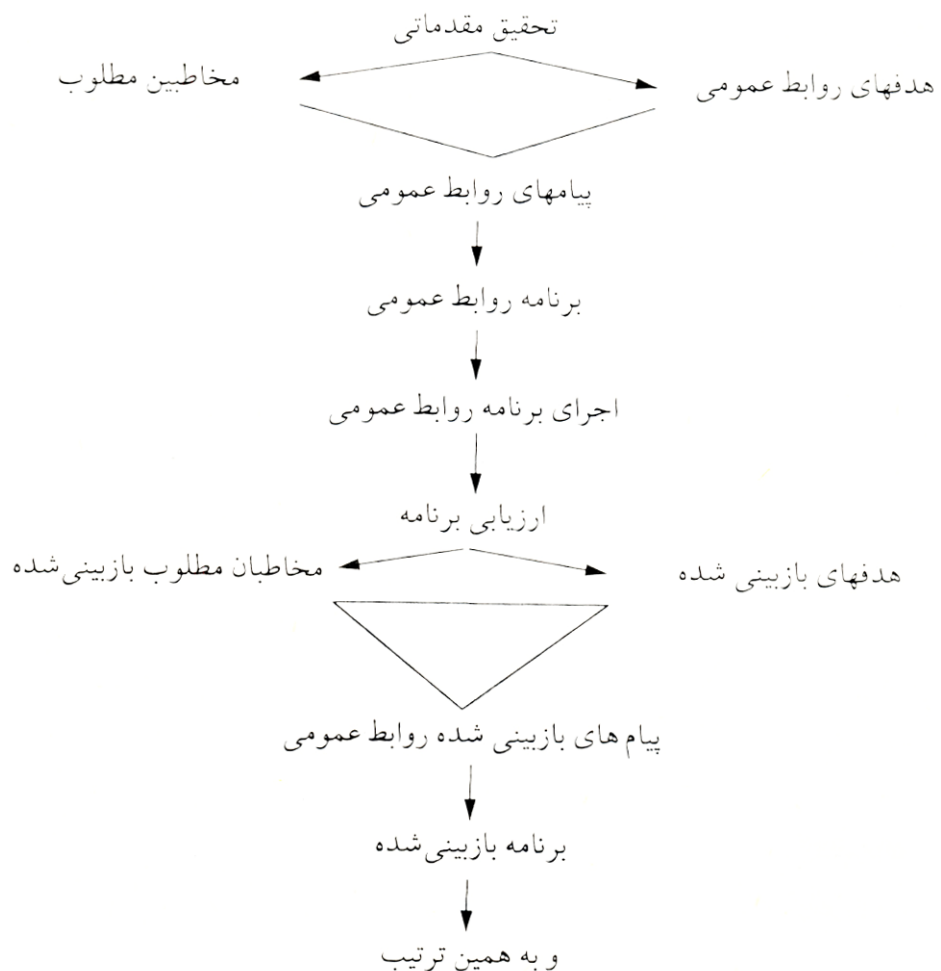 تحقیق مقدماتی
هدفهای روابط عمومی
مخاطبین مطلوب
پیامهای روابط عمومی
برنامه روابط عمومی
اجرای برنامه روابط عمومی
ارزیابی برنامه
هدفهای بازبینی شده
مخاطبان مطلوب بازبینی‌شده
پیام های بازبینی شده روابط عمومی
برنامه بازبینی‌شده
و به همین ترتیب